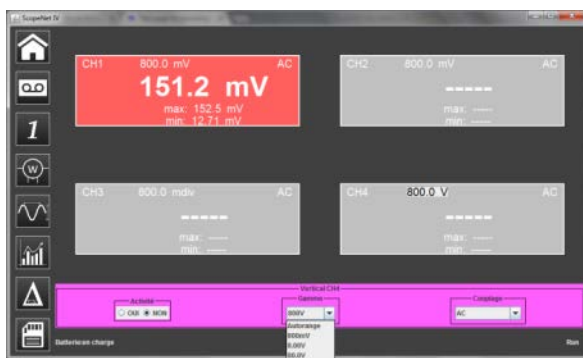 ScopeNet IV
CH1 800.0 mV AC
151.2 mV
max: 152.5 mV
min: 12.71 mV
CH2 800.0 mV AC
-----
max: -----
min: -----
CH3 800.0 mdiv AC
-----
max: -----
min: -----
CH4 800.0 V AC
-----
max: -----
min: -----
1
W
Vertical CH4
Activité
OUI NON
Gamme
800V
Autorange
800mV
8.00V
80.0V
Couplage
AC
Batterie en charge
Run